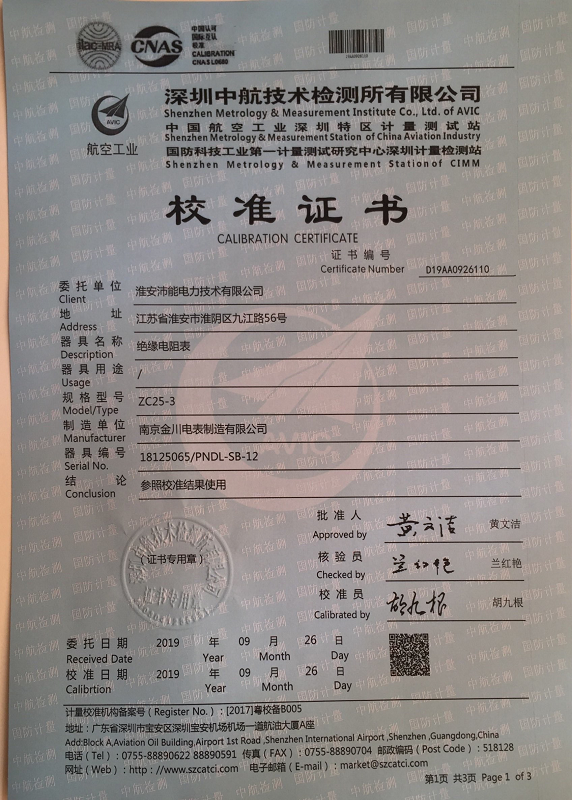 ilac-MRA
CNAS
中国认可
国际互认
校准
CALIBRATION
CNAS L0680
AVIC
航空工业
深圳中航技术检测所有限公司
Shenzhen Metrology & Measurement Institute Co., Ltd. of AVIC
中国航空工业深圳特区计量测试站
Shenzhen Metrology & Measurement Station of China Aviation Industry
国防科技工业第一计量测试研究中心深圳计量检测站
Shenzhen Metrology & Measurement Station of CIMM
校准证书
CALIBRATION CERTIFICATE
证书编号
Certificate Number D19AA0926110
委托单位 淮安沛能电力技术有限公司
Client
地址 江苏省淮安市淮阴区九江路56号
Address
器具名称 绝缘电阻表
Description
器具用途 /
Usage
规格型号 ZC25-3
Model/Type
制造单位 南京金川电表制造有限公司
Manufacturer
器具编号 18125065/PNDL-SB-12
Serial No.
结论 参照校准结果使用
Conclusion
AVIC
批准人 黄文洁 黄文洁
Approved by
核验员 兰红艳 兰红艳
Checked by
校准员 胡九根 胡九根
Calibrated by
（证书专用章）
证书专用章
委托日期 2019 年 09 月 26 日
Received Date Year Month Day
校准日期 2019 年 09 月 26 日
Calibrtion Year Month Day
计量校准机构备案号（Register No.）: [2017]粤校备B005
地址：广东省深圳市宝安区深圳宝安机场机场一道航油大厦A座
Add:Block A,Aviation Oil Building,Airport 1st Road ,Shenzhen International Airport ,Shenzhen ,Guangdong,China
电话（Tel）: 0755-88890622 88890591 传真（FAX）: 0755-88890704 邮政编码（Post Code）: 518128
网址（Web）: http://www.szcatci.com 电子邮箱（E-mail）: market@szcatci.com
第1页 共3页 Page 1 of 3